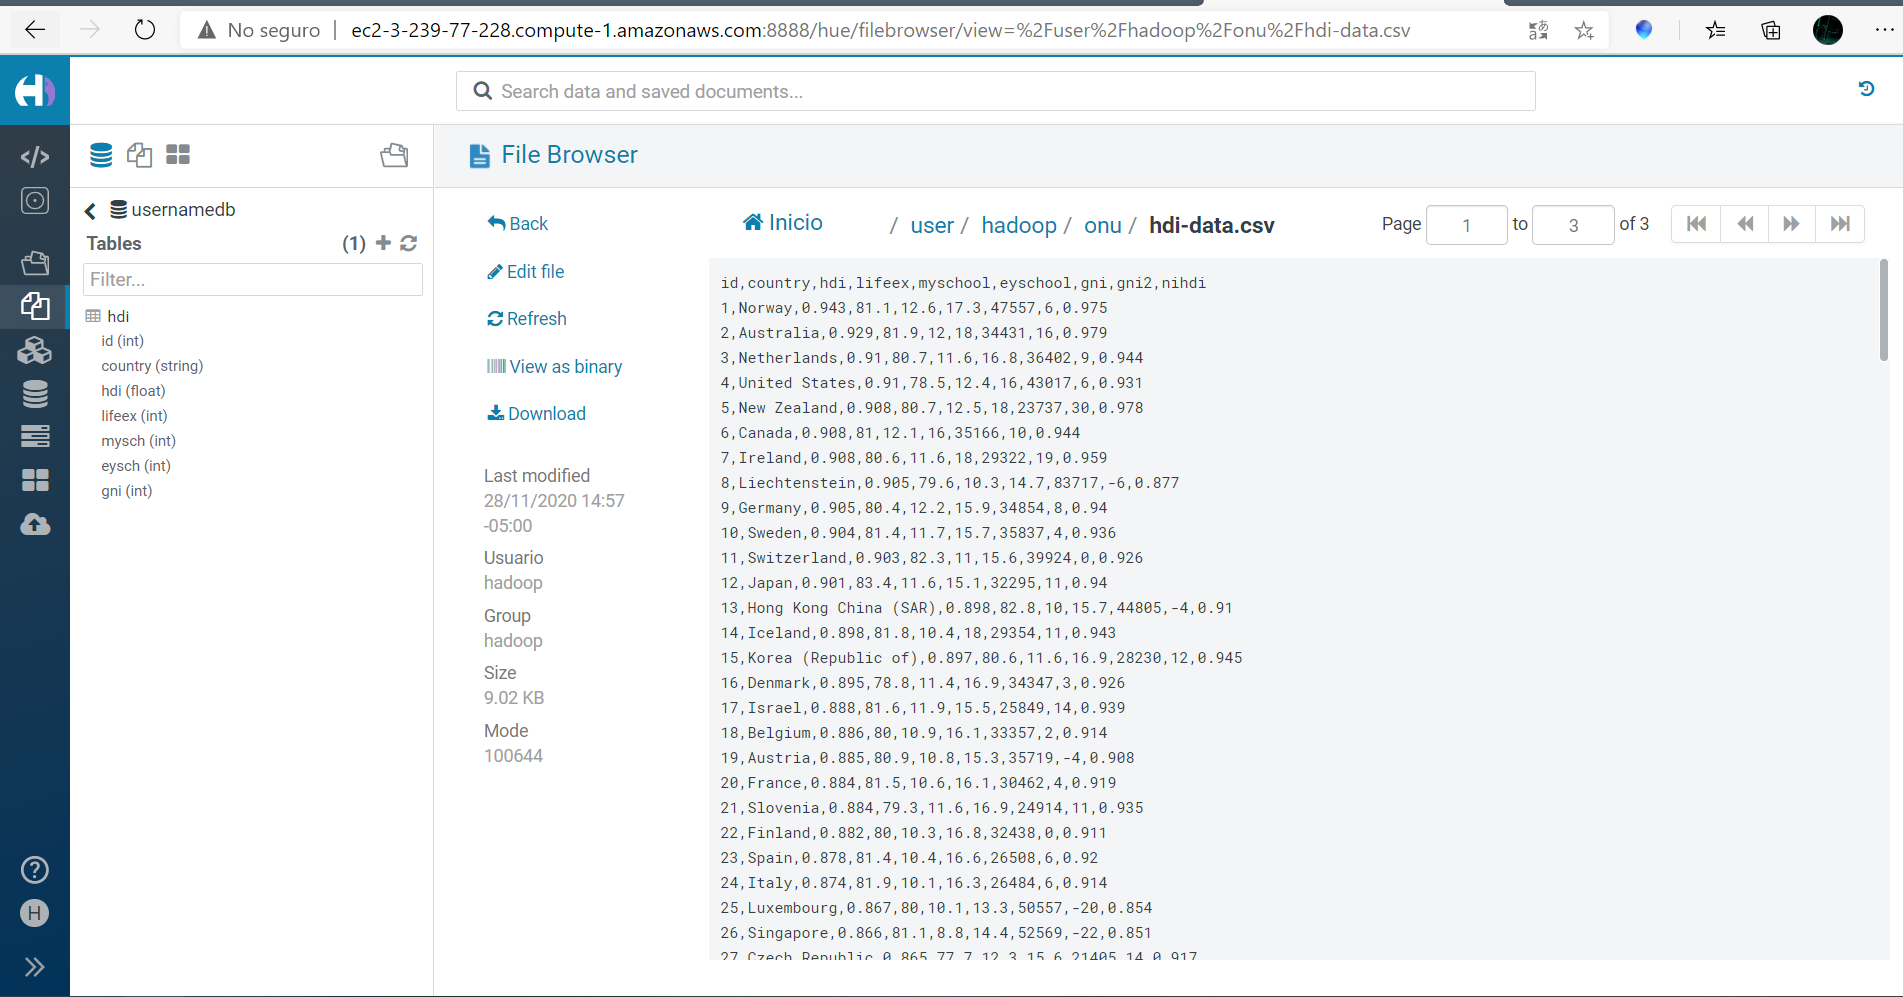 No seguro | ec2-3-239-77-228.compute-1.amazonaws.com:8888/hue/filebrowser/view=%2Fuser%2Fhadoop%2Fonu%2Fhdi-data.csv
Search data and saved documents...
File Browser
usernamedb
Tables (1)
Filter...
hdi
id (int)
country (string)
hdi (float)
lifeex (int)
mysch (int)
eysch (int)
gni (int)
H
Back
Edit file
Refresh
View as binary
Download
Last modified
28/11/2020 14:57
-05:00
Usuario
hadoop
Group
hadoop
Size
9.02 KB
Mode
100644
Inicio / user / hadoop / onu / hdi-data.csv
Page 1 to 3 of 3
id,country,hdi,lifeex,myschool,eyschool,gni,gni2,nihdi
1,Norway,0.943,81.1,12.6,17.3,47557,6,0.975
2,Australia,0.929,81.9,12,18,34431,16,0.979
3,Netherlands,0.91,80.7,11.6,16.8,36402,9,0.944
4,United States,0.91,78.5,12.4,16,43017,6,0.931
5,New Zealand,0.908,80.7,12.5,18,23737,30,0.978
6,Canada,0.908,81,12.1,16,35166,10,0.944
7,Ireland,0.908,80.6,11.6,18,29322,19,0.959
8,Liechtenstein,0.905,79.6,10.3,14.7,83717,-6,0.877
9,Germany,0.905,80.4,12.2,15.9,34854,8,0.94
10,Sweden,0.904,81.4,11.7,15.7,35837,4,0.936
11,Switzerland,0.903,82.3,11,15.6,39924,0,0.926
12,Japan,0.901,83.4,11.6,15.1,32295,11,0.94
13,Hong Kong China (SAR),0.898,82.8,10,15.7,44805,-4,0.91
14,Iceland,0.898,81.8,10.4,18,29354,11,0.943
15,Korea (Republic of),0.897,80.6,11.6,16.9,28230,12,0.945
16,Denmark,0.895,78.8,11.4,16.9,34347,3,0.926
17,Israel,0.888,81.6,11.9,15.5,25849,14,0.939
18,Belgium,0.886,80,10.9,16.1,33357,2,0.914
19,Austria,0.885,80.9,10.8,15.3,35719,-4,0.908
20,France,0.884,81.5,10.6,16.1,30462,4,0.919
21,Slovenia,0.884,79.3,11.6,16.9,24914,11,0.935
22,Finland,0.882,80,10.3,16.8,32438,0,0.911
23,Spain,0.878,81.4,10.4,16.6,26508,6,0.92
24,Italy,0.874,81.9,10.1,16.3,26484,6,0.914
25,Luxembourg,0.867,80,10.1,13.3,50557,-20,0.854
26,Singapore,0.866,81.1,8.8,14.4,52569,-22,0.851
27,Czech Republic,0.865,77.7,12.3,15.6,21405,14,0.917